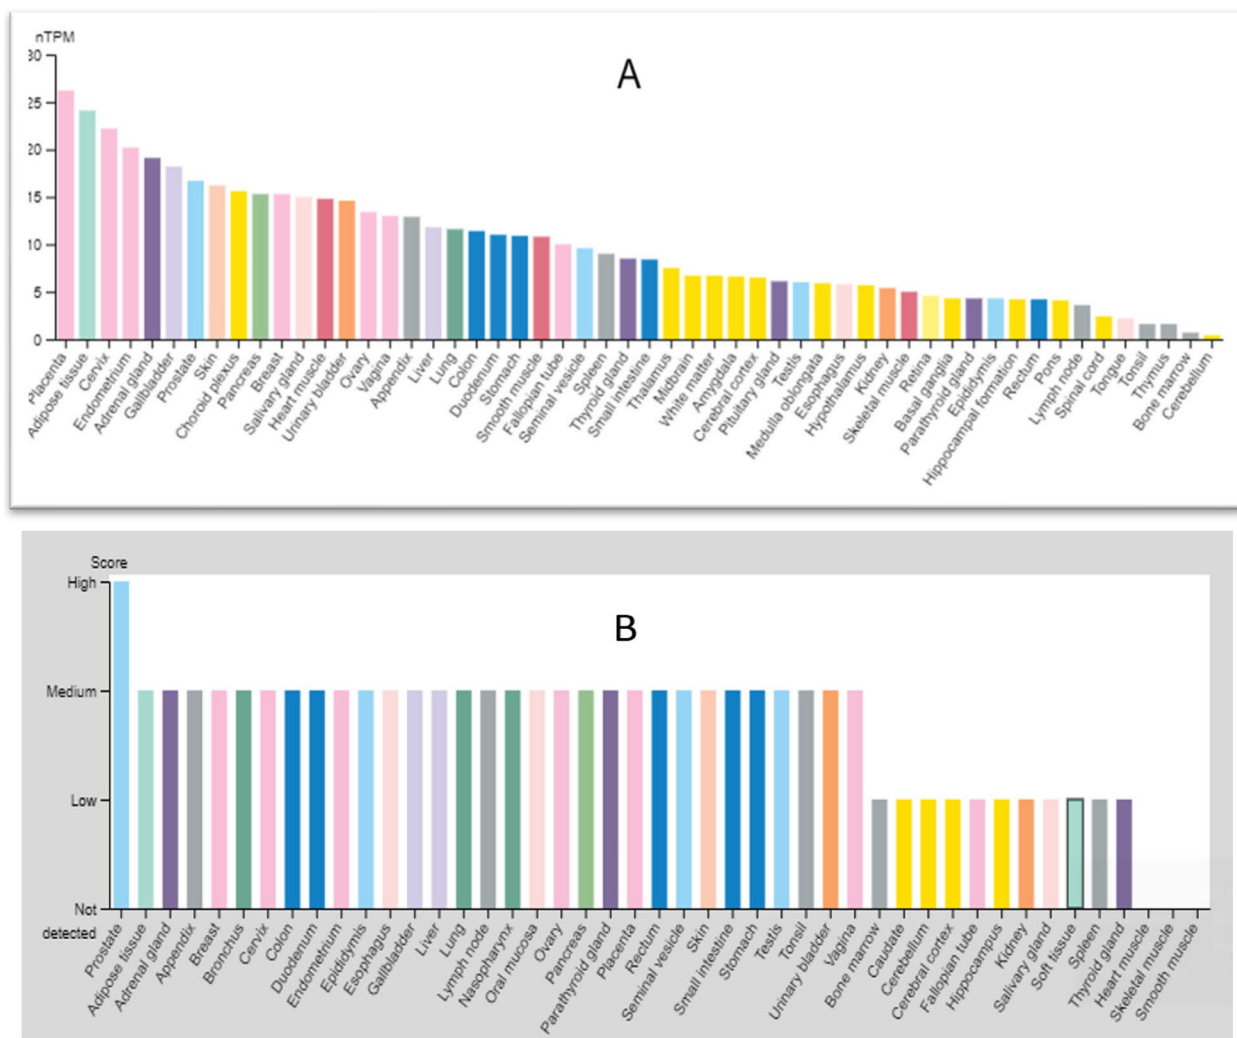 nTPM
A
30
25
20
15
10
5
0
Placenta
Adipose tissue
Cervix
Endometrium
Adrenal gland
Gallbladder
Prostate
Skin
Choroid plexus
Pancreas
Breast
Salivary gland
Heart muscle
Urinary bladder
Ovary
Vagina
Appendix
Liver
Lung
Colon
Duodenum
Stomach
Smooth muscle
Fallopian tube
Seminal vesicle
Spleen
Thyroid gland
Small intestine
Thalamus
Midbrain
White matter
Amygdala
Cerebral cortex
Pituitary gland
Testis
Medulla oblongata
Esophagus
Hypothalamus
Kidney
Skeletal muscle
Retina
Basal ganglia
Parathyroid gland
Epididymis
Hippocampal formation
Rectum
Pons
Lymph node
Spinal cord
Tongue
Tonsil
Thymus
Bone marrow
Cerebellum
Score
B
High
Medium
Low
Not
detected
Prostate
Adipose tissue
Adrenal gland
Appendix
Breast
Bronchus
Cervix
Colon
Duodenum
Endometrium
Epididymis
Esophagus
Gallbladder
Liver
Lung
Lymph node
Nasopharynx
Oral mucosa
Ovary
Pancreas
Parathyroid gland
Placenta
Rectum
Seminal vesicle
Skin
Small intestine
Stomach
Testis
Tonsil
Urinary bladder
Vagina
Bone marrow
Caudate
Cerebellum
Cerebral cortex
Fallopian tube
Hippocampus
Kidney
Salivary gland
Soft tissue
Spleen
Thyroid gland
Heart muscle
Skeletal muscle
Smooth muscle